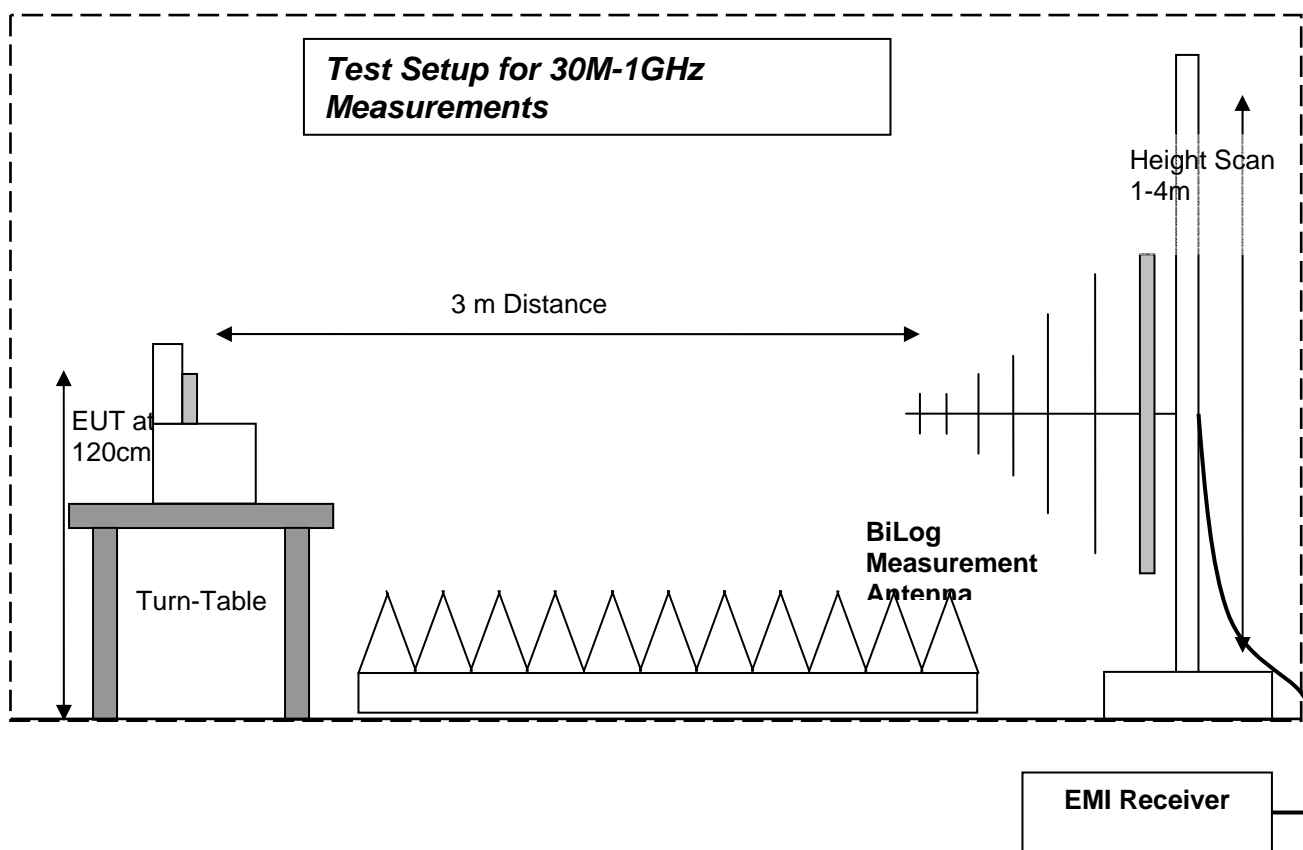 Test Setup for 30M-1GHz
Measurements
Height Scan
1-4m
3 m Distance
EUT at
120cm
BiLog
Measurement
Antenna
Turn-Table
EMI Receiver